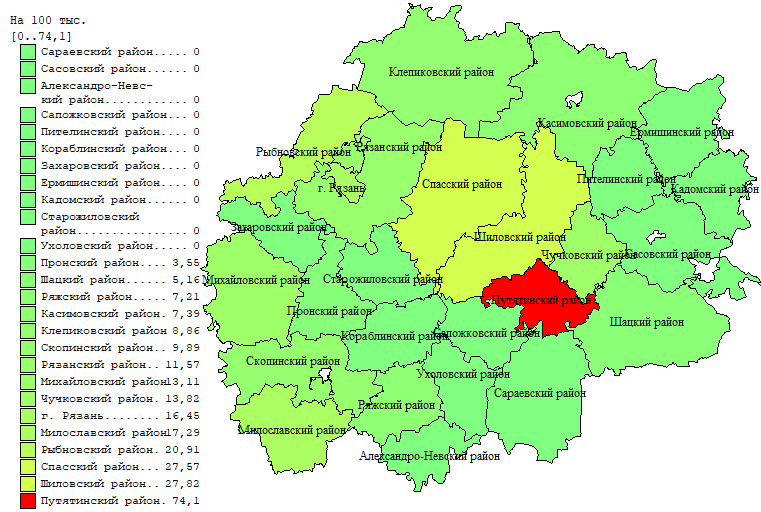 На 100 тыс.
[0..74,1]
Сараевский район..... 0
Сасовский район...... 0
Александро-Невс-
кий район............ 0
Сапожковский район... 0
Пителинский район.... 0
Кораблинский район... 0
Захаровский район.... 0
Ермишинский район.... 0
Кадомский район...... 0
Старожиловский
район................ 0
Ухоловский район..... 0
Пронский район.... 3,55
Шацкий район...... 5,16
Ряжский район..... 7,21
Касимовский район. 7,39
Клепиковский район 8,86
Скопинский район.. 9,89
Рязанский район.. 11,57
Михайловский район13,11
Чучковский район. 13,82
г. Рязань........ 16,45
Милославский район17,29
Рыбновский район. 20,91
Спасский район... 27,57
Шиловский район.. 27,82
Путятинский район. 74,1
Клепиковский район
Касимовский район
Ермишинский район
Рыбновский район
Рязанский район
Спасский район
Пителинский район
г. Рязань
Кадомский район
Захаровский район
Шиловский район
Чучковский район
Сасовский район
Михайловский район
Старожиловский район
Путятинский район
Пронский район
Шацкий район
Кораблинский район
Сапожковский район
Скопинский район
Ухоловский район
Сараевский район
Ряжский район
Милославский район
Александро-Невский район